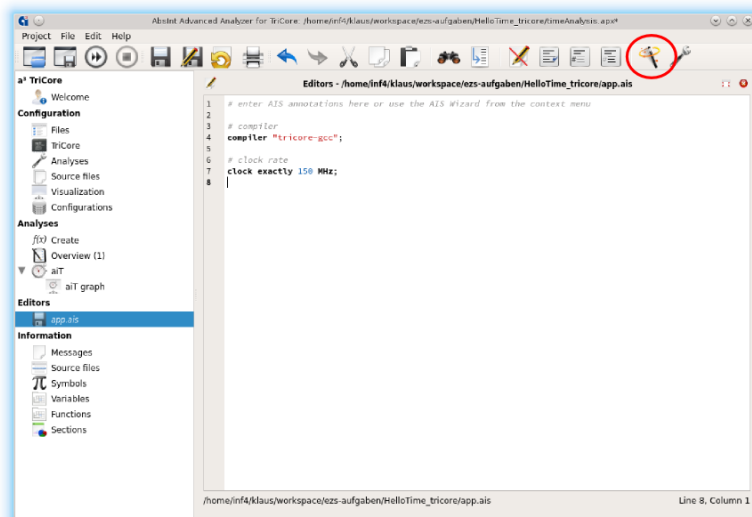 AbsInt Advanced Analyzer for TriCore: /home/inf4/klaus/workspace/ezs-aufgaben/HelloTime_tricore/timeAnalysis.apx*
Project File Edit Help
a³ TriCore
Welcome
Configuration
Files
TriCore
Analyses
Source files
Visualization
Configurations
Analyses
f(x) Create
Overview (1)
aiT
aiT graph
Editors
app.ais
Information
Messages
Source files
Symbols
Variables
Functions
Sections
Editors - /home/inf4/klaus/workspace/ezs-aufgaben/HelloTime_tricore/app.ais
1 # enter AIS annotations here or use the AIS Wizard from the context menu
2
3 # compiler
4 compiler "tricore-gcc";
5
6 # clock rate
7 clock exactly 150 MHz;
8
/home/inf4/klaus/workspace/ezs-aufgaben/HelloTime_tricore/app.ais Line 8, Column 1